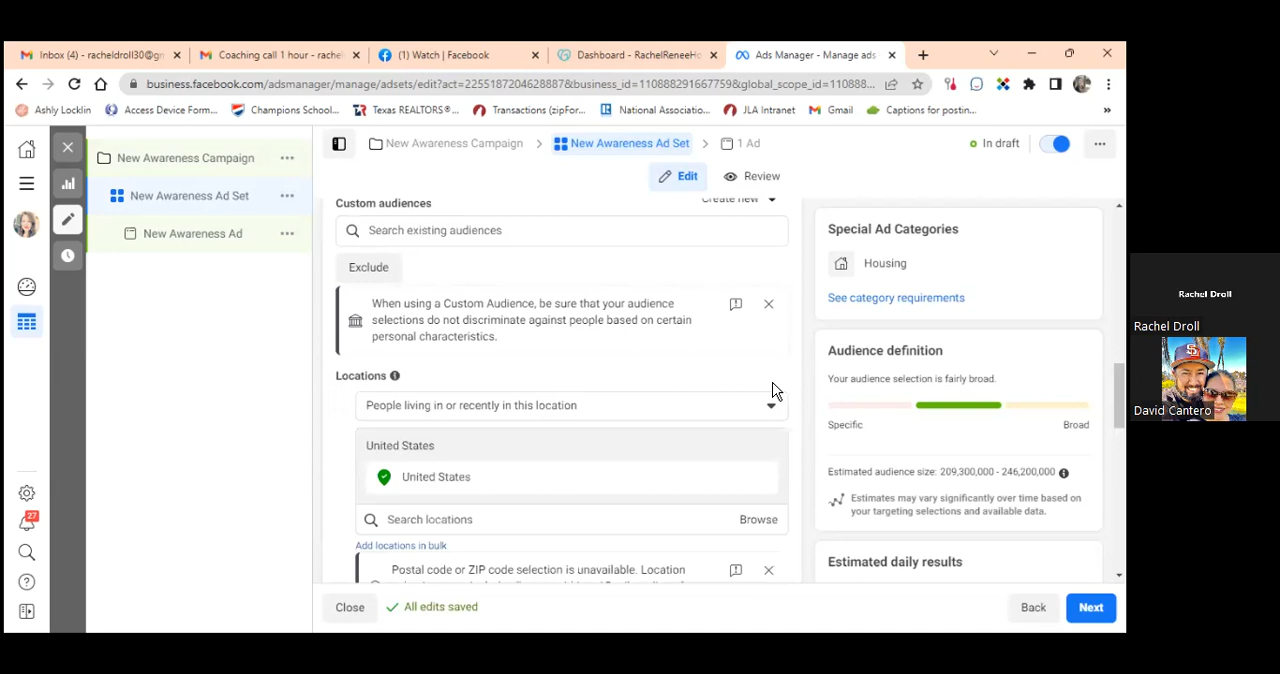 Inbox (4) - racheldroll30@gn
Coaching call 1 hour - rache
(1) Watch | Facebook
Dashboard - RachelReneeHo
Ads Manager - Manage ads
business.facebook.com/adsmanager/manage/adsets/edit?act=225518720462888​7&business_id=110888291667759&global_scope_id=110888...
Ashly Locklin
Access Device Form...
Champions School...
Texas REALTORS®...
Transactions (zipFor...
National Associatio...
JLA Intranet
Gmail
Captions for postin...
»
New Awareness Campaign
New Awareness Ad Set
1 Ad
In draft
Edit
Review
New Awareness Campaign
New Awareness Ad Set
New Awareness Ad
27
Custom audiences
Create new
Search existing audiences
Exclude
When using a Custom Audience, be sure that your audience
selections do not discriminate against people based on certain
personal characteristics.
Locations
People living in or recently in this location
United States
United States
Search locations
Browse
Add locations in bulk
Postal code or ZIP code selection is unavailable. Location
Close
All edits saved
Back
Next
Special Ad Categories
Housing
See category requirements
Audience definition
Your audience selection is fairly broad.
Specific
Broad
Estimated audience size: 209,300,000 - 246,200,000
Estimates may vary significantly over time based on
your targeting selections and available data.
Estimated daily results
Rachel Droll
Rachel Droll
David Cantero